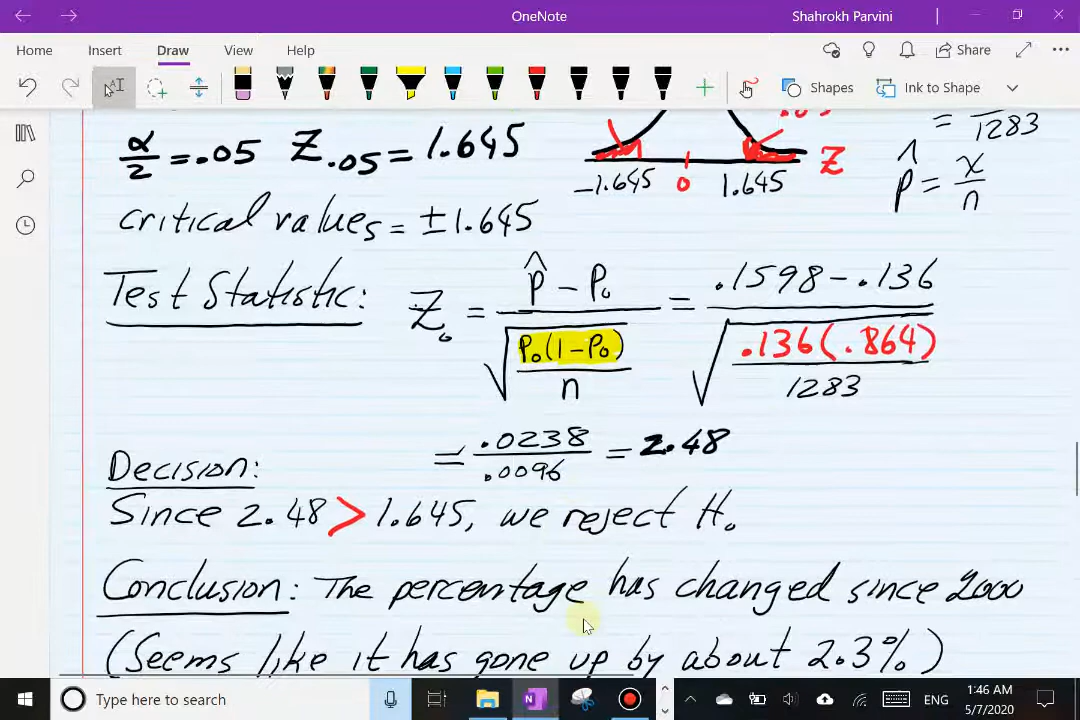 OneNote
Shahrokh Parvini
Home Insert Draw View Help Share
Shapes Ink to Shape
α/2 = .05 Z.05 = 1.645
-1.645 0 1.645 Z
= 1283
p̂ = x/n
critical values = ±1.645
Test Statistic: Z₀ = (p̂ - P₀)/√(P₀(1-P₀)/n) = (.1598 - .136)/√(.136(.864)/1283)
= .0238/.0096 = 2.48
Decision:
Since 2.48 > 1.645, we reject H₀
Conclusion: The percentage has changed since 2000
(Seems like it has gone up by about 2.3%)
Type here to search
ENG
1:46 AM
5/7/2020